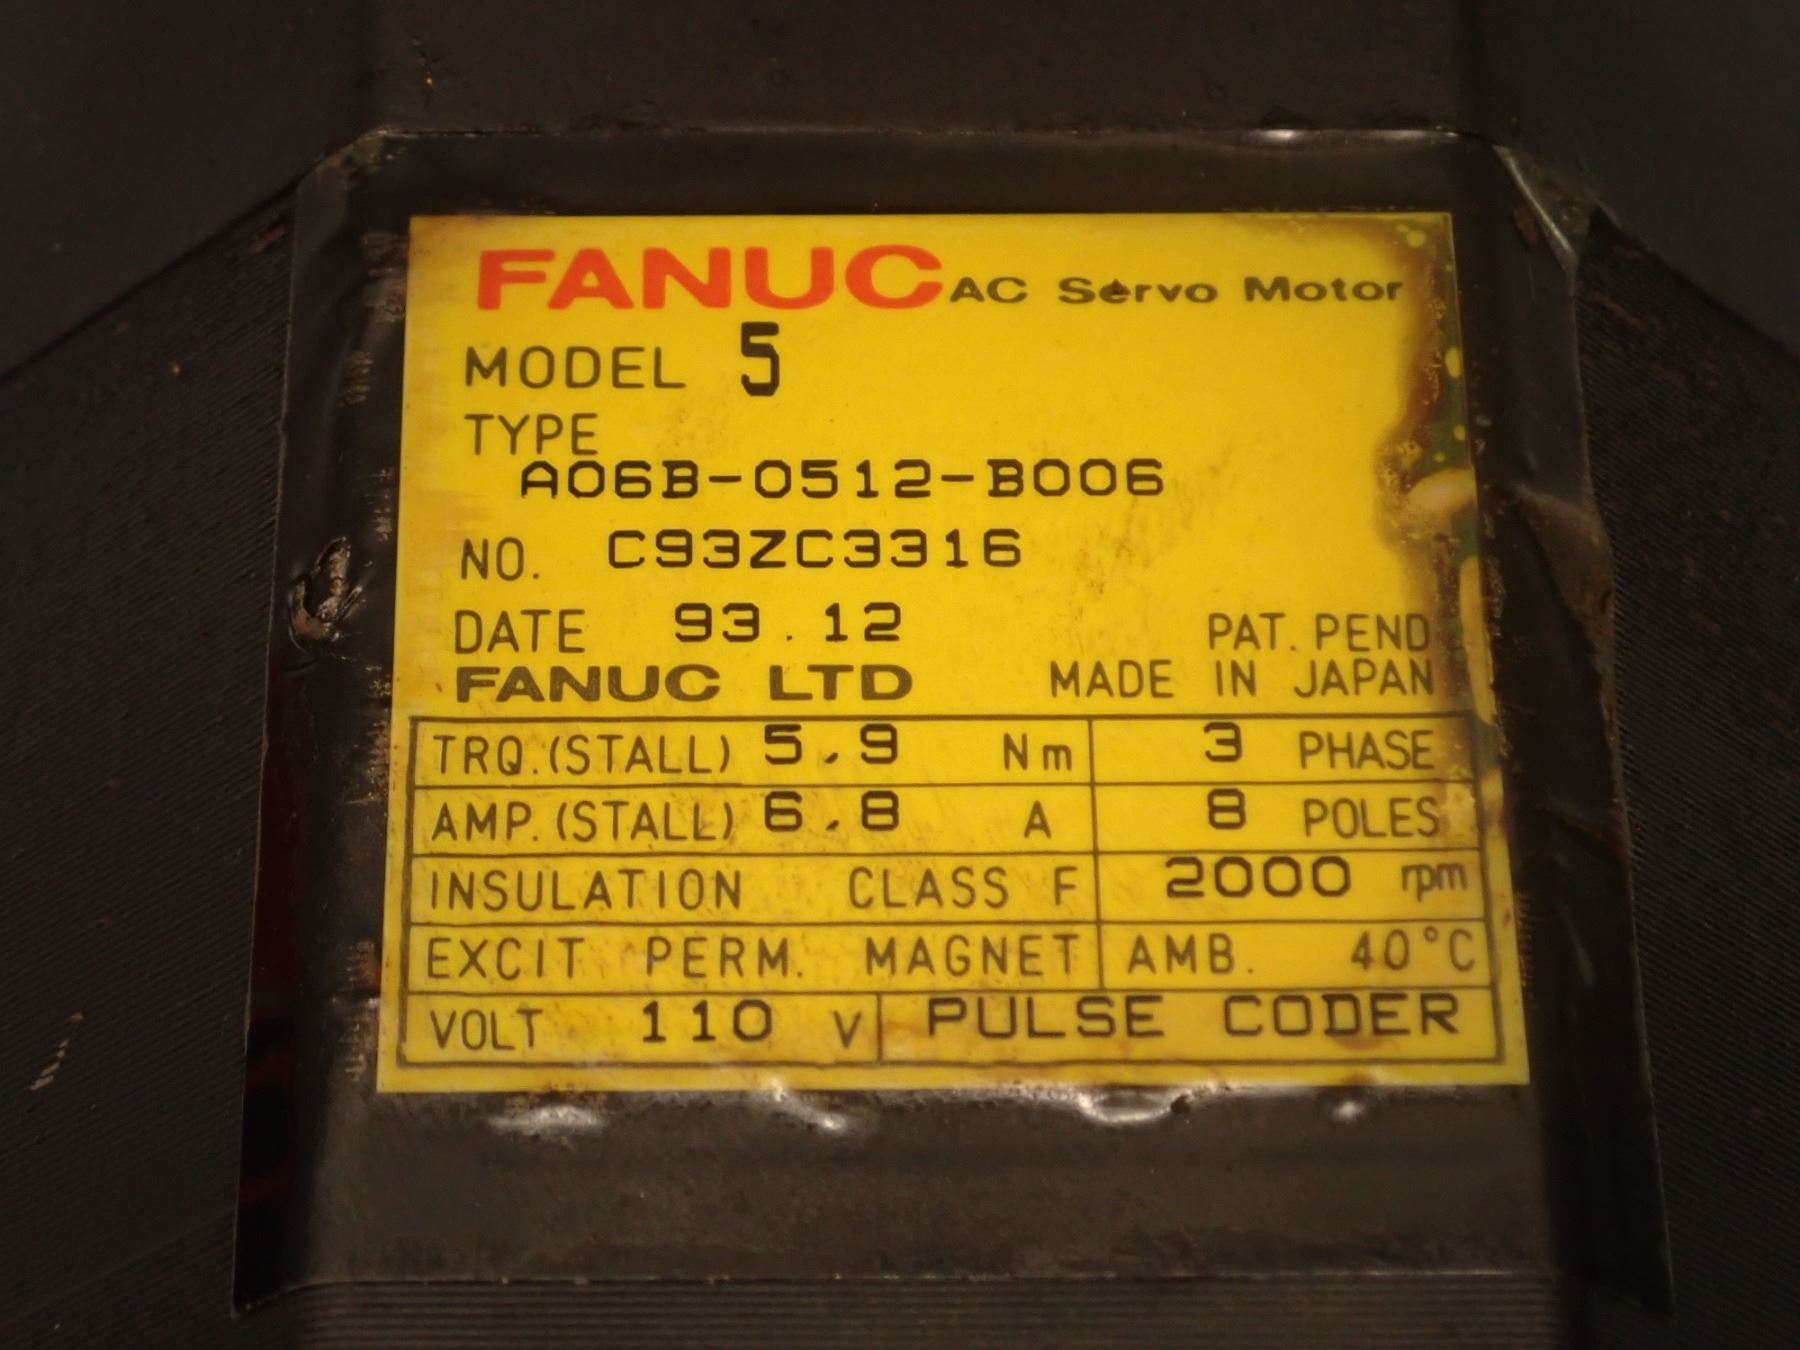 FANUC AC Servo Motor
MODEL 5
TYPE
A06B-0512-B006
NO. C93ZC3316
DATE 93.12 PAT. PEND
FANUC LTD MADE IN JAPAN
TRQ.(STALL) 5.9 Nm 3 PHASE
AMP.(STALL) 6.8 A 8 POLES
INSULATION CLASS F 2000 rpm
EXCIT PERM. MAGNET AMB. 40°C
VOLT 110 V PULSE CODER